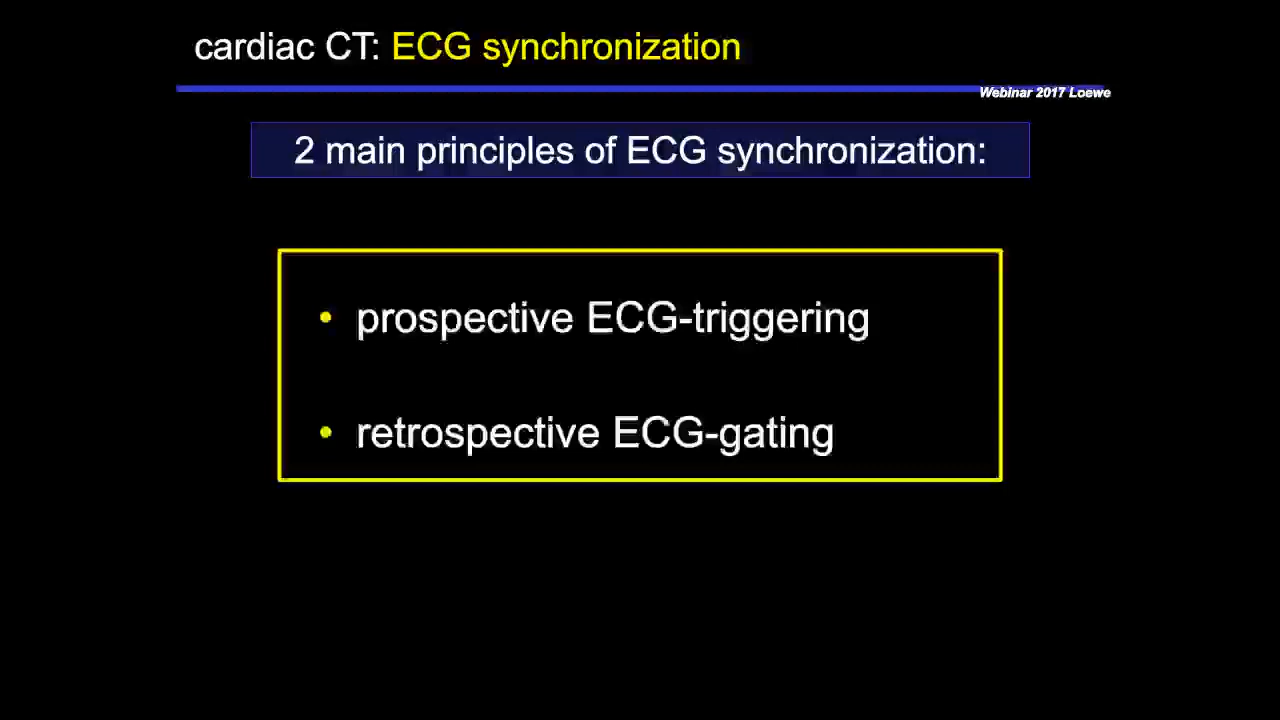 cardiac CT: ECG synchronization
Webinar 2017 Loewe
2 main principles of ECG synchronization:
• prospective ECG-triggering
• retrospective ECG-gating